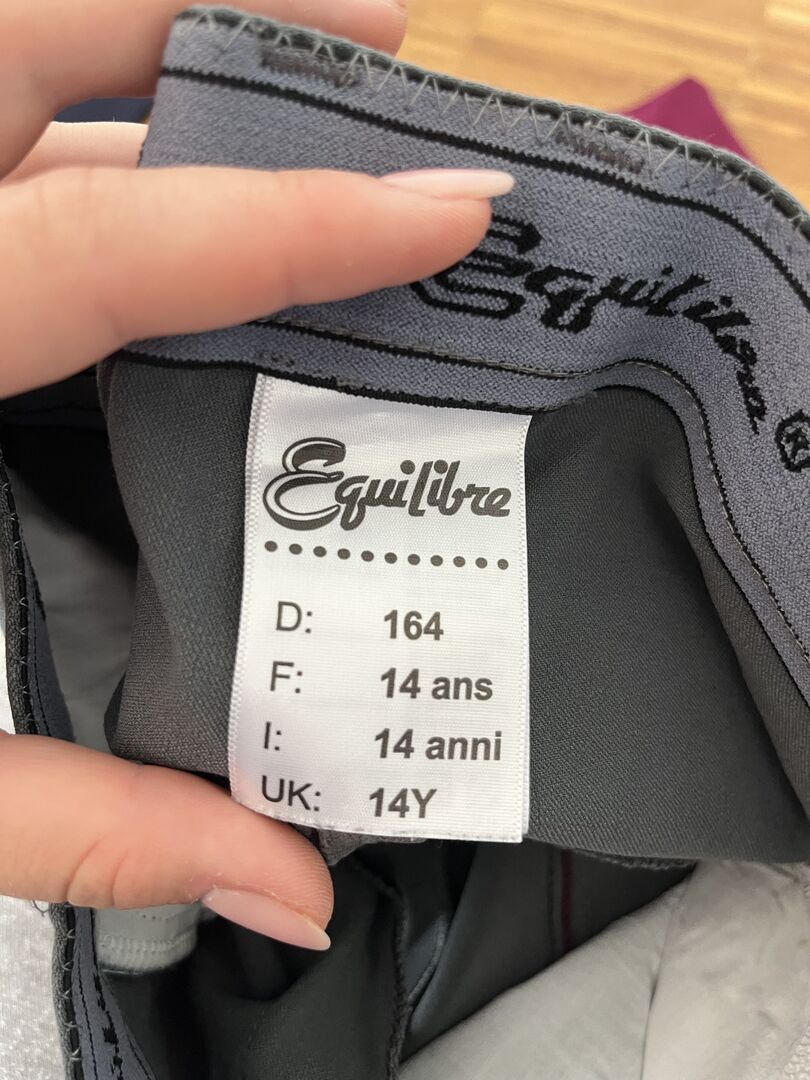 Equilibre ®
Equilibre
D: 164
F: 14 ans
I: 14 anni
UK: 14Y